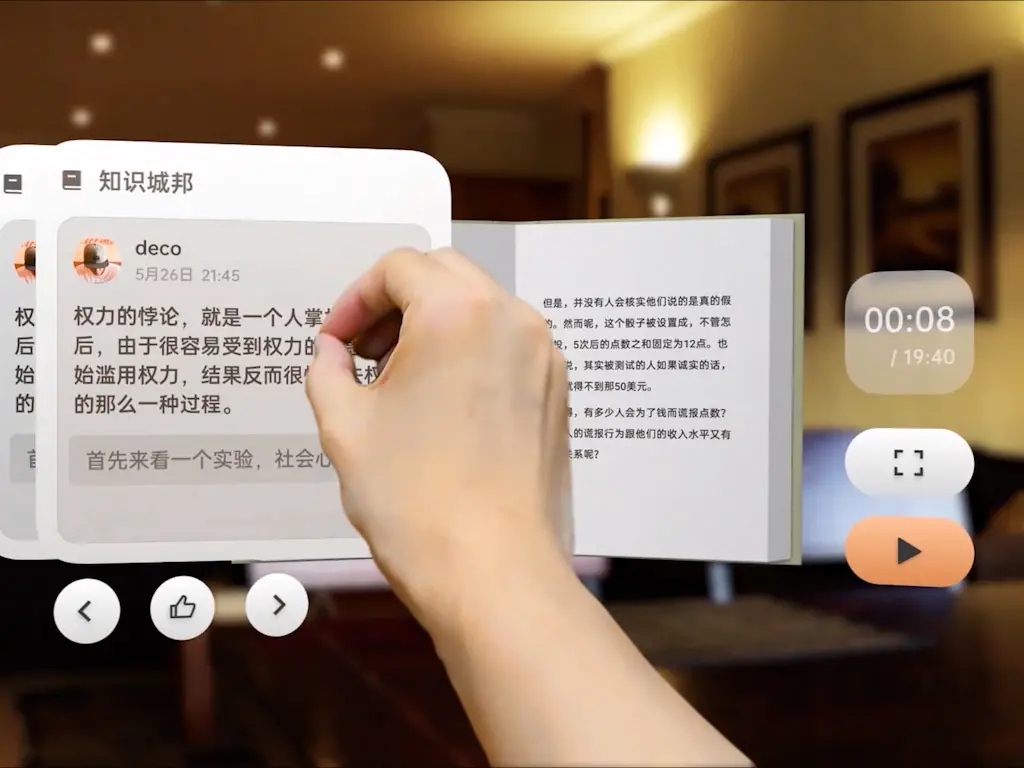 知识城邦
deco
5月26日 21:45
权力的悖论，就是一个人掌
后，由于很容易受到权力的
始滥用权力，结果反而很
的那么一种过程。
首先来看一个实验，社会心
权
后
始
的
但是，并没有人会核实他们说的是真的假
的。然而呢，这个骰子被设置成，不管怎
投，5次后的点数之和固定为12点。也
说，其实被测试的人如果诚实的话，
就得不到那50美元。
，有多少人会为了钱而谎报点数？
人的谎报行为跟他们的收入水平又有
关系呢？
00:08
/ 19:40